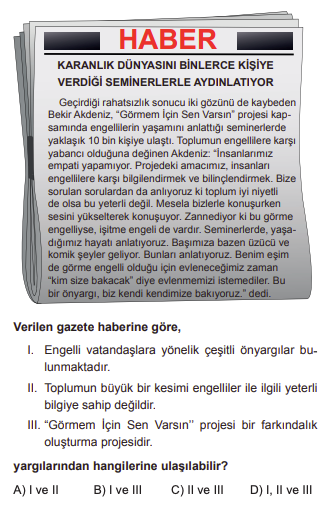 HABER
KARANLIK DÜNYASINI BİNLERCE KİŞİYE
VERDİĞİ SEMİNERLERLE AYDINLATIYOR
Geçirdiği rahatsızlık sonucu iki gözünü de kaybeden
Bekir Akdeniz, “Görmem İçin Sen Varsın” projesi kap-
samında engellilerin yaşamını anlattığı seminerlerde
yaklaşık 10 bin kişiye ulaştı. Toplumun engellilere karşı
yabancı olduğuna değinen Akdeniz: “İnsanlarımız
empati yapamıyor. Projedeki amacımız, insanları
engellilere karşı bilgilendirmek ve bilinçlendirmek. Bize
sorulan sorulardan da anlıyoruz ki toplum iyi niyetli
de olsa bu yeterli değil. Mesela bizlerle konuşurken
sesini yükselterek konuşuyor. Zannediyor ki bu görme
engelliyse, işitme engeli de vardır. Seminerlerde, yaşa-
dığımız hayatı anlatıyoruz. Başımıza bazen üzücü ve
komik şeyler geliyor. Bunları anlatıyoruz. Benim eşim
de görme engelli olduğu için evleneceğimiz zaman
“kim size bakacak” diye evlenmemizi istemediler. Bu
bir önyargı, biz kendi kendimize bakıyoruz.” dedi.
Verilen gazete haberine göre,
I. Engelli vatandaşlara yönelik çeşitli önyargılar bu-
lunmaktadır.
II. Toplumun büyük bir kesimi engelliler ile ilgili yeterli
bilgiye sahip değildir.
III. “Görmem İçin Sen Varsın’’ projesi bir farkındalık
oluşturma projesidir.
yargılarından hangilerine ulaşılabilir?
A) I ve II B) I ve III C) II ve III D) I, II ve III